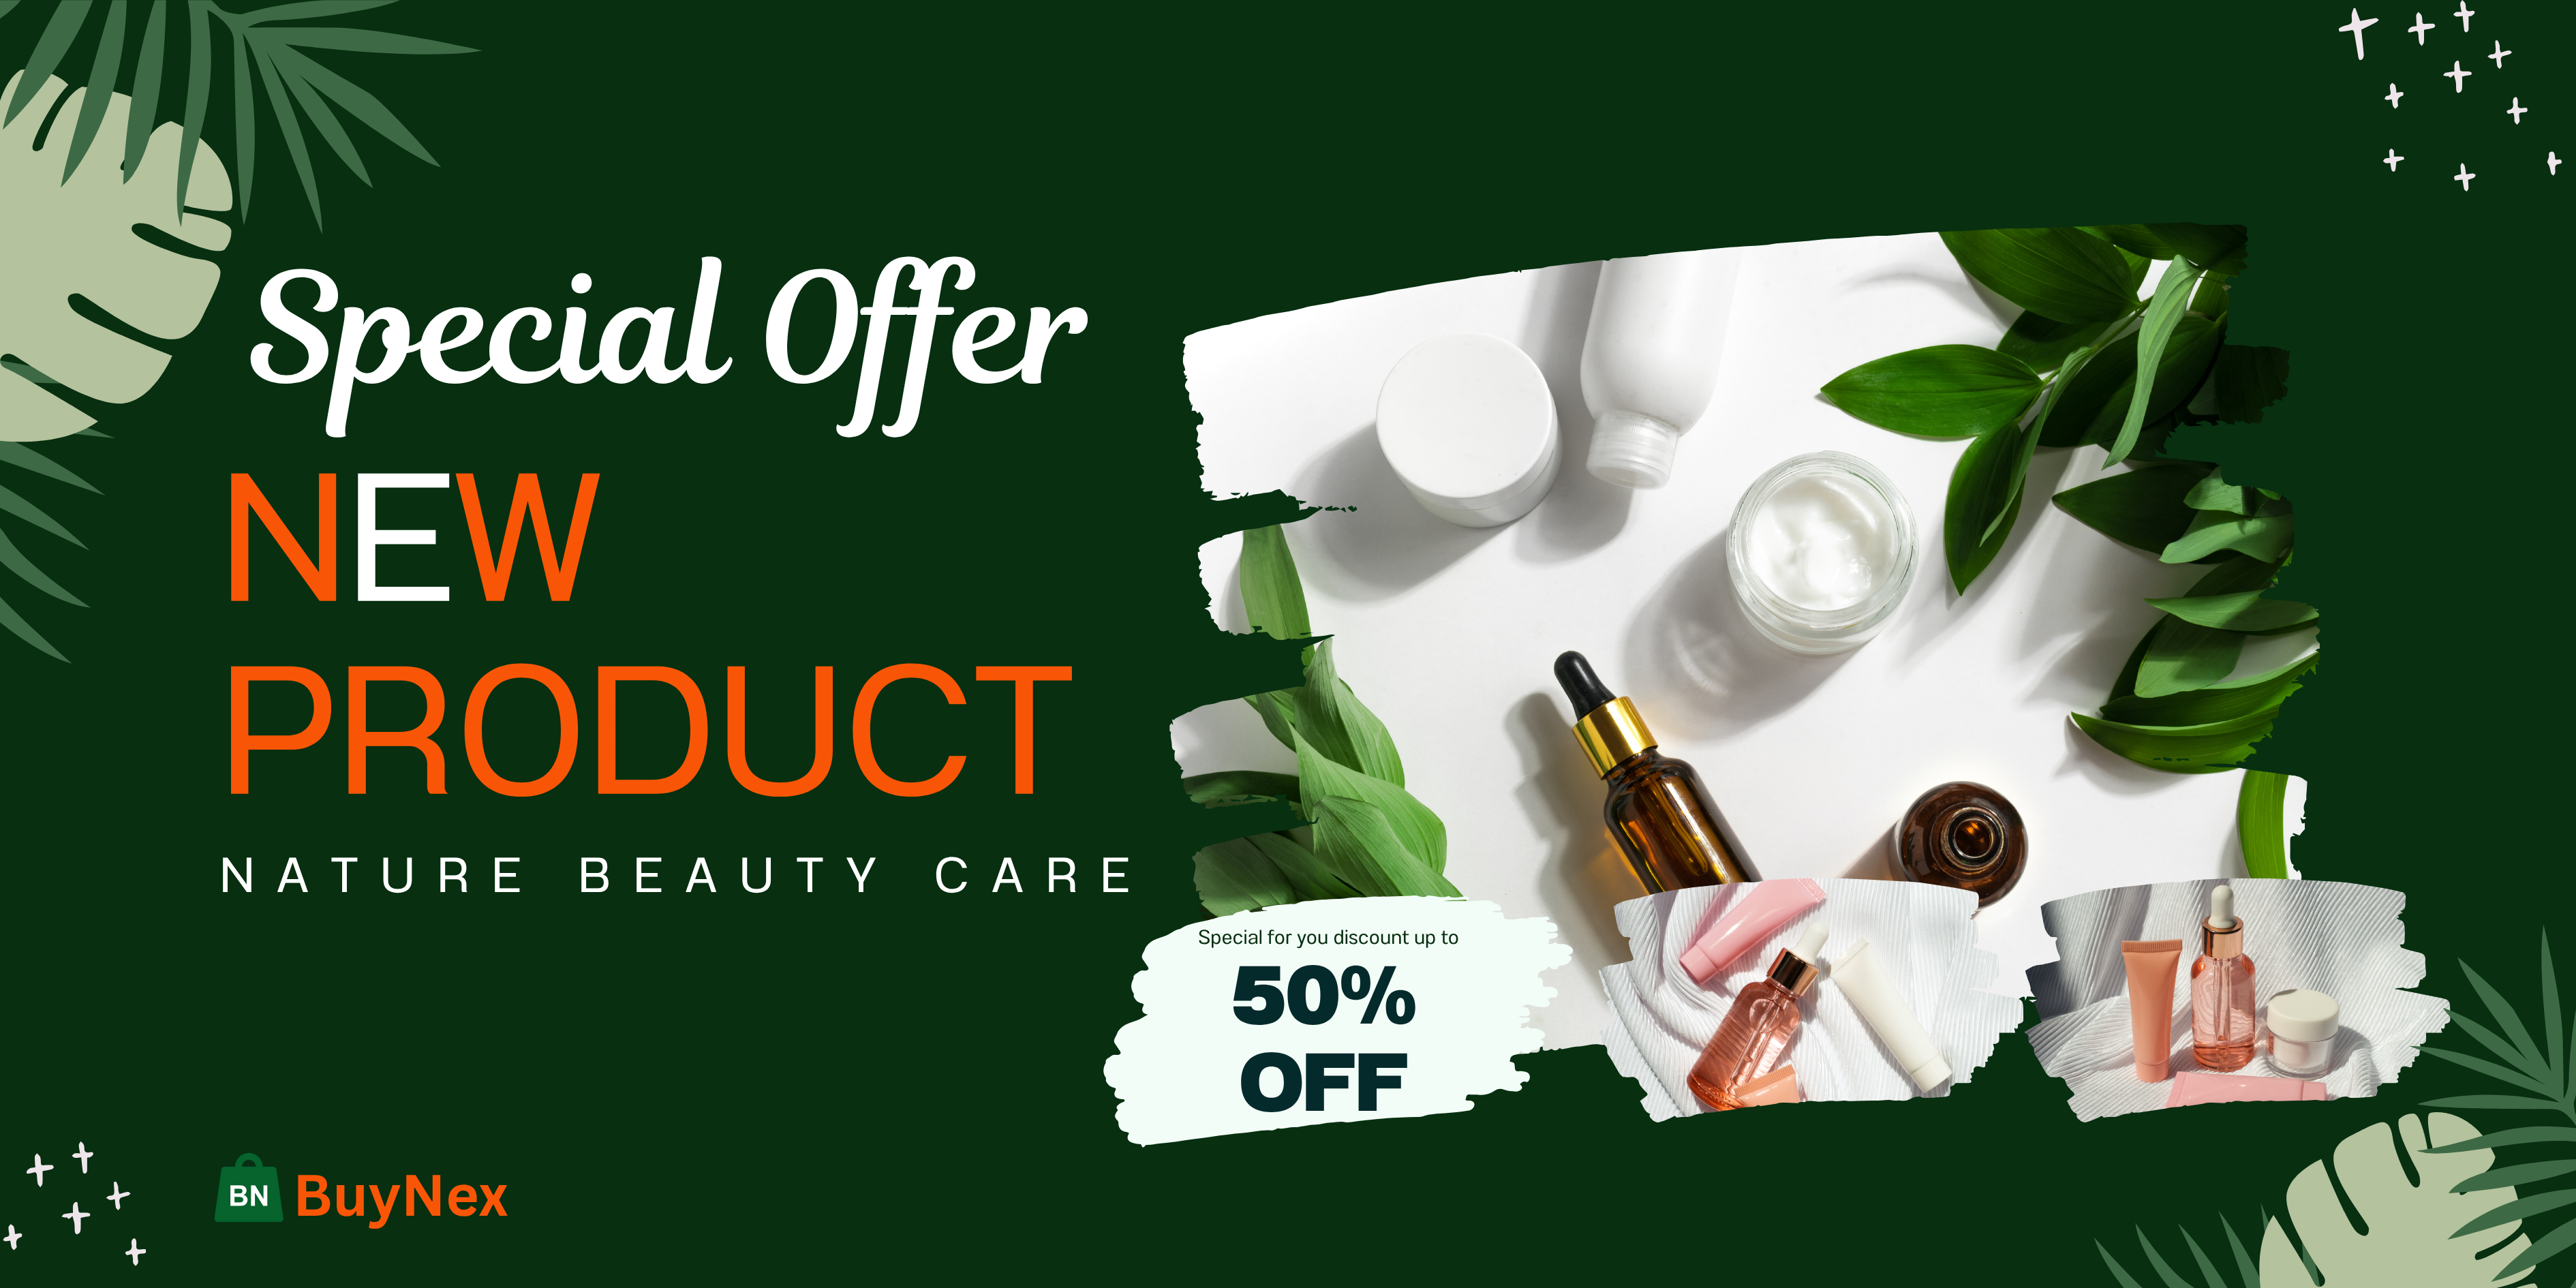 Special Offer
NEW
PRODUCT
NATURE BEAUTY CARE
Special for you discount up to
50%
OFF
BN BuyNex